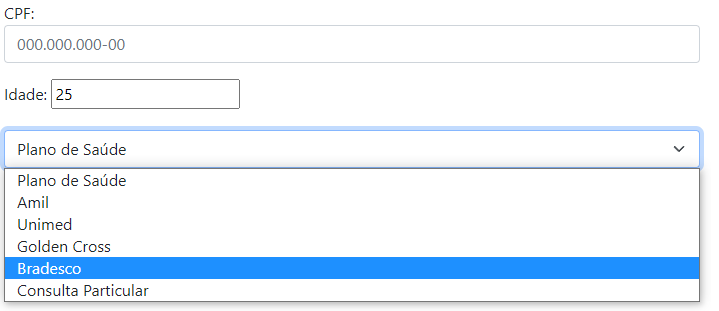 CPF:
000.000.000-00
Idade: 25
Plano de Saúde
Plano de Saúde
Amil
Unimed
Golden Cross
Bradesco
Consulta Particular